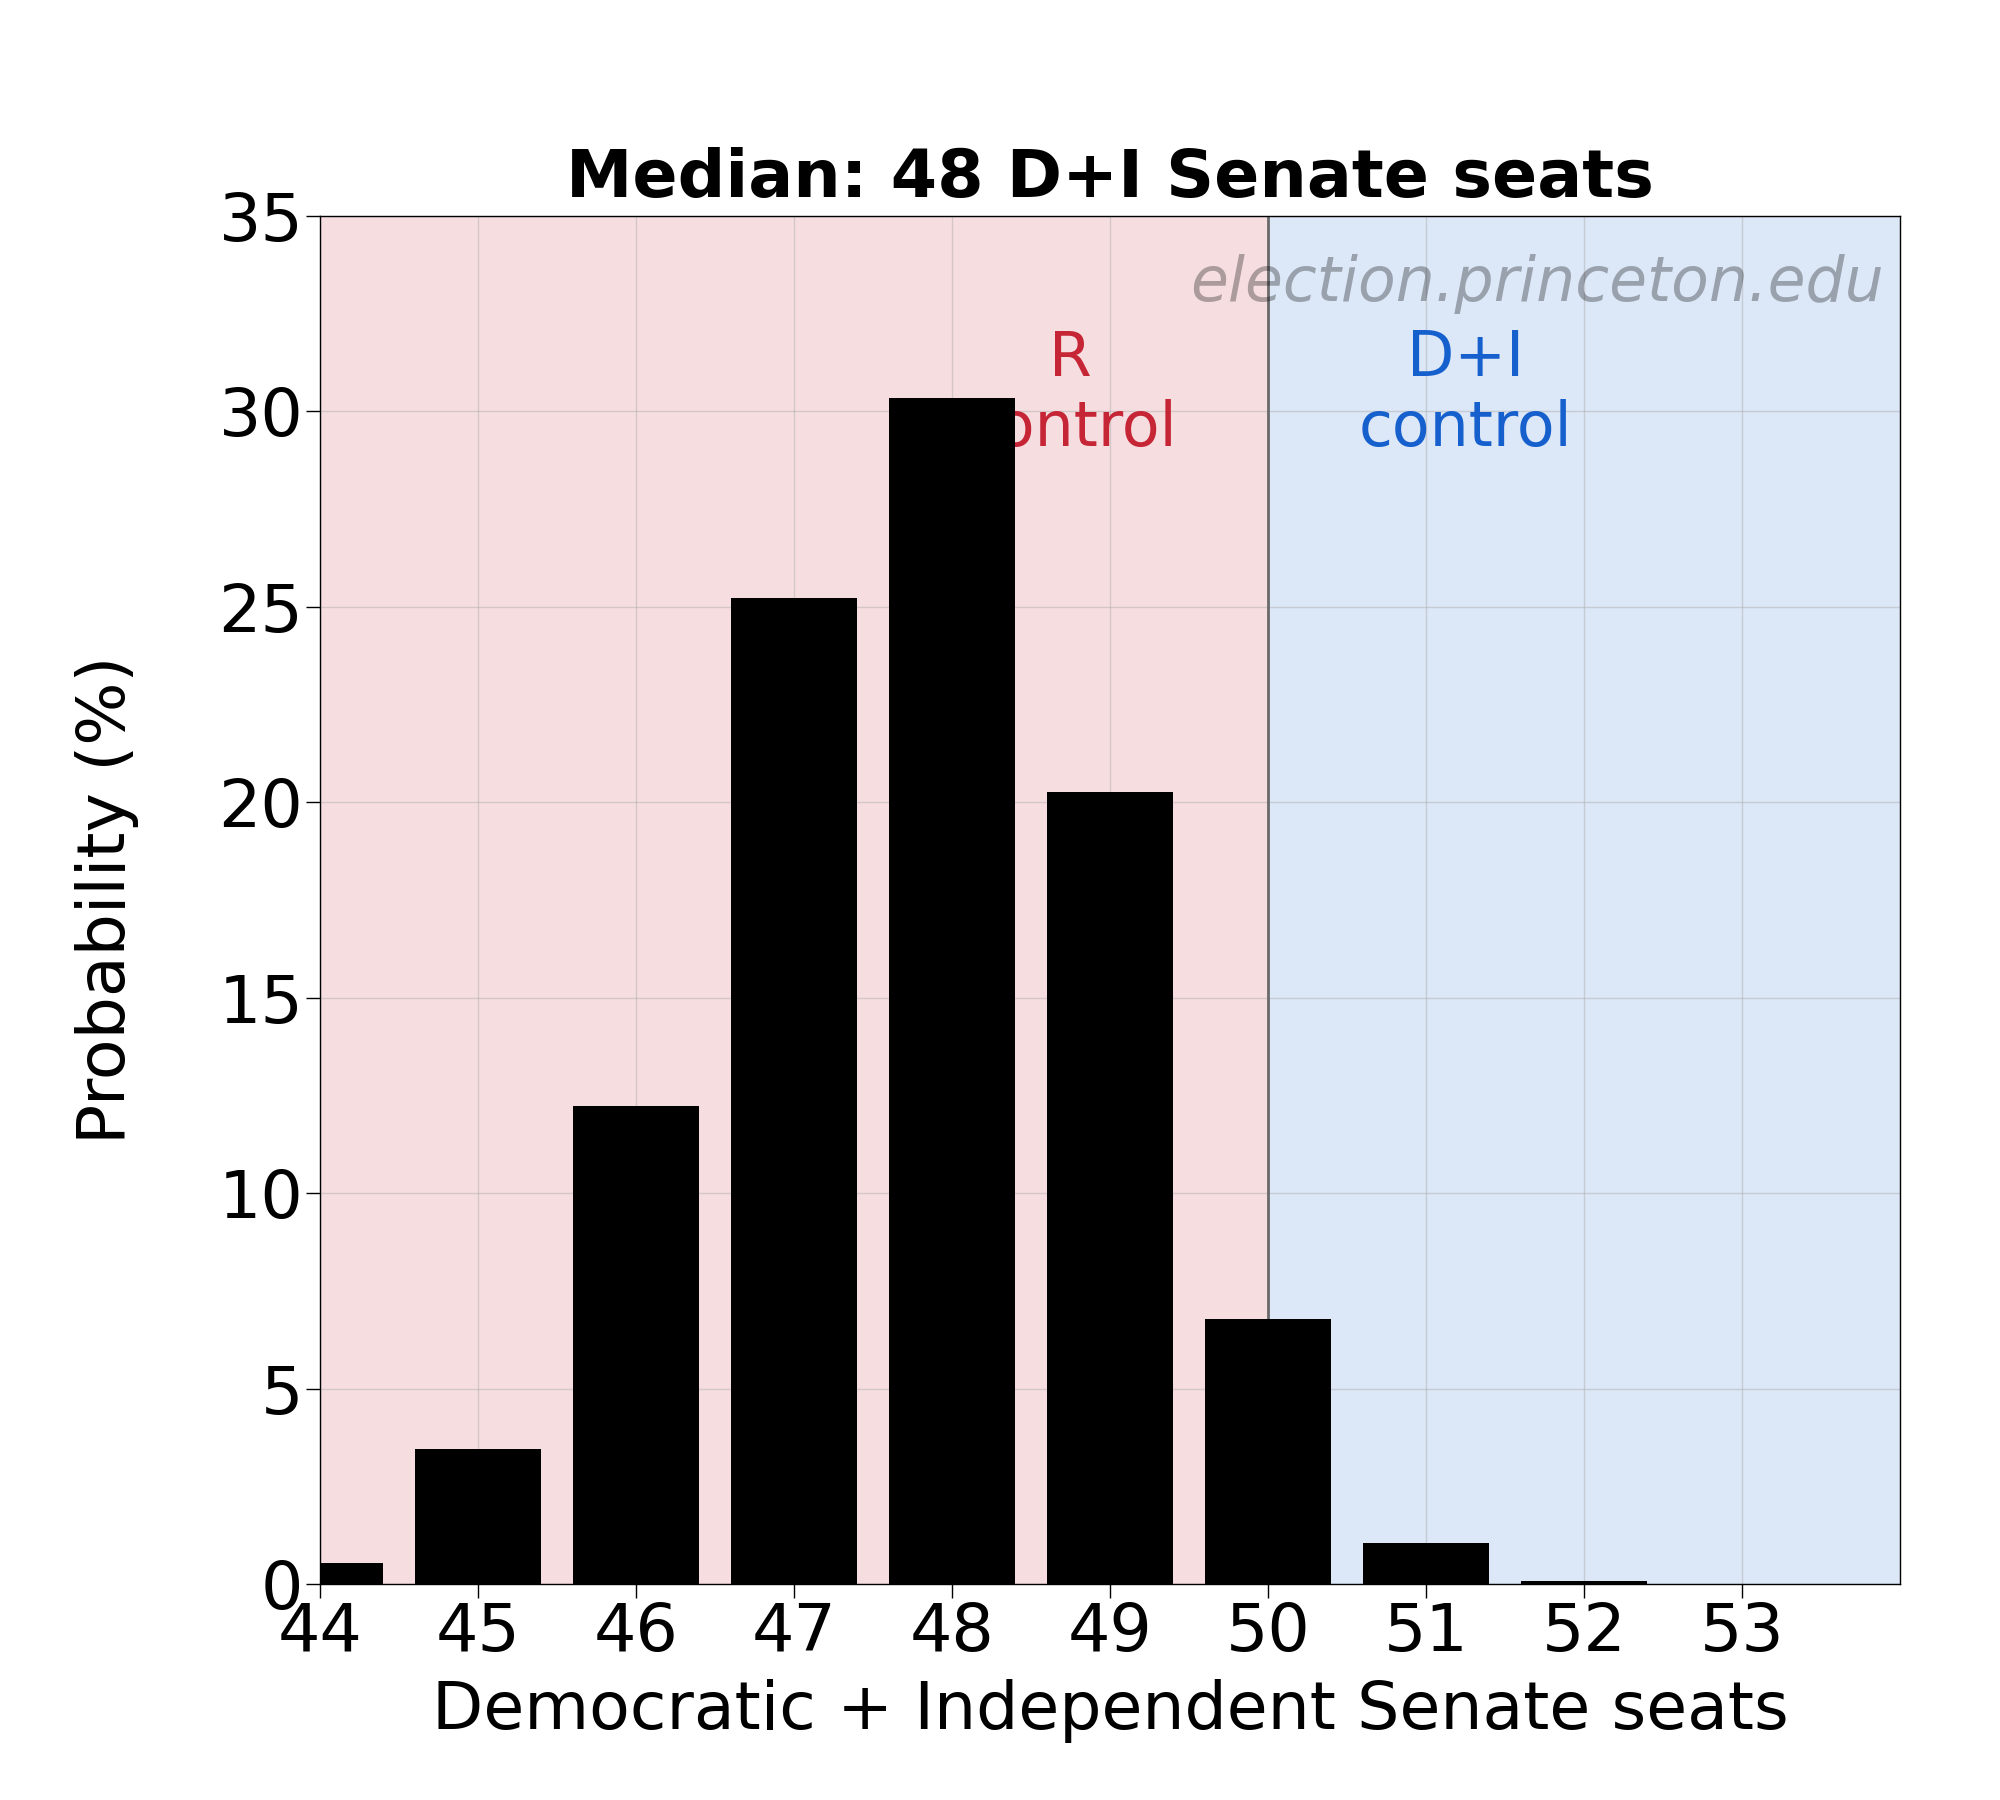 Median: 48 D+I Senate seats
election.princeton.edu
R
ontrol
D+I
control
Probability (%)
35
30
25
20
15
10
5
0
44 45 46 47 48 49 50 51 52 53
Democratic + Independent Senate seats